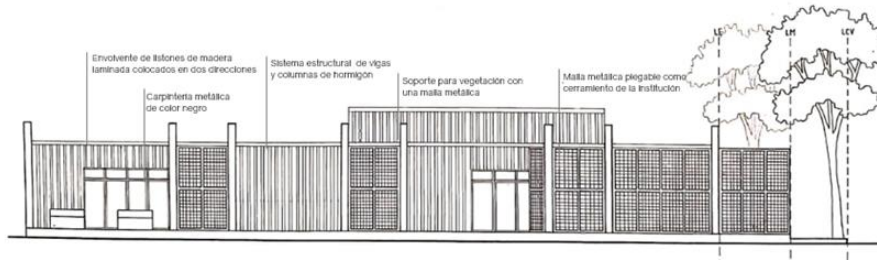 Envolvente de listones de madera
laminada colocados en dos direcciones
Carpintería metálica
de color negro
Sistema estructural de vigas
y columnas de hormigón
Soporte para vegetación con
una malla metálica
Malla metálica plegable como
cerramiento de la institución
LE
LM
LCV